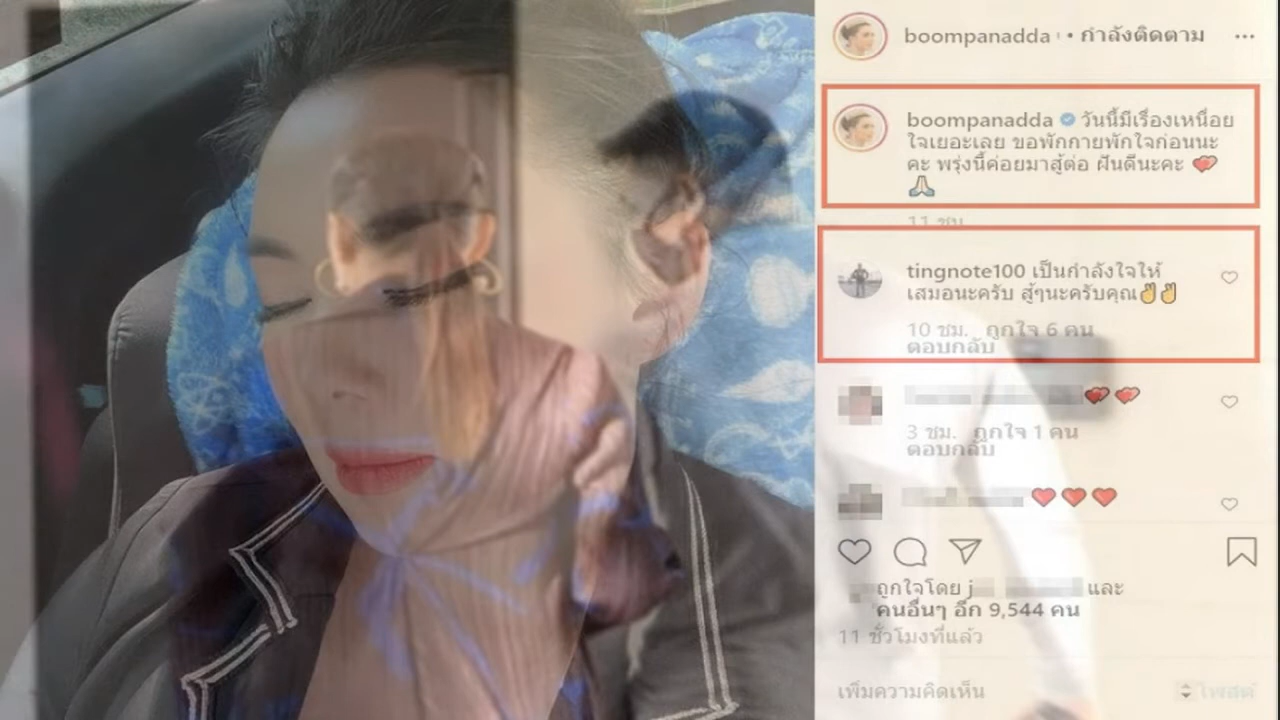 boompanadda • กำลังติดตาม
boompanadda วันนี้มีเรื่องเหนื่อย
ใจเยอะเลย ขอพักกายพักใจก่อนนะ
คะ พรุ่งนี้ค่อยมาสู้ต่อ ฝันดีนะคะ 💕
🙏
11 ชม.
tingnote100 เป็นกำลังใจให้
เสมอนะครับ สู้ๆนะครับคุณ✌✌
10 ชม. ถูกใจ 6 คน
ตอบกลับ
💕 💕
3 ชม. ถูกใจ 1 คน
ตอบกลับ
❤ ❤ ❤
ถูกใจโดย j และ
คนอื่นๆ อีก 9,544 คน
11 ชั่วโมงที่แล้ว
เพิ่มความคิดเห็น
โพสต์